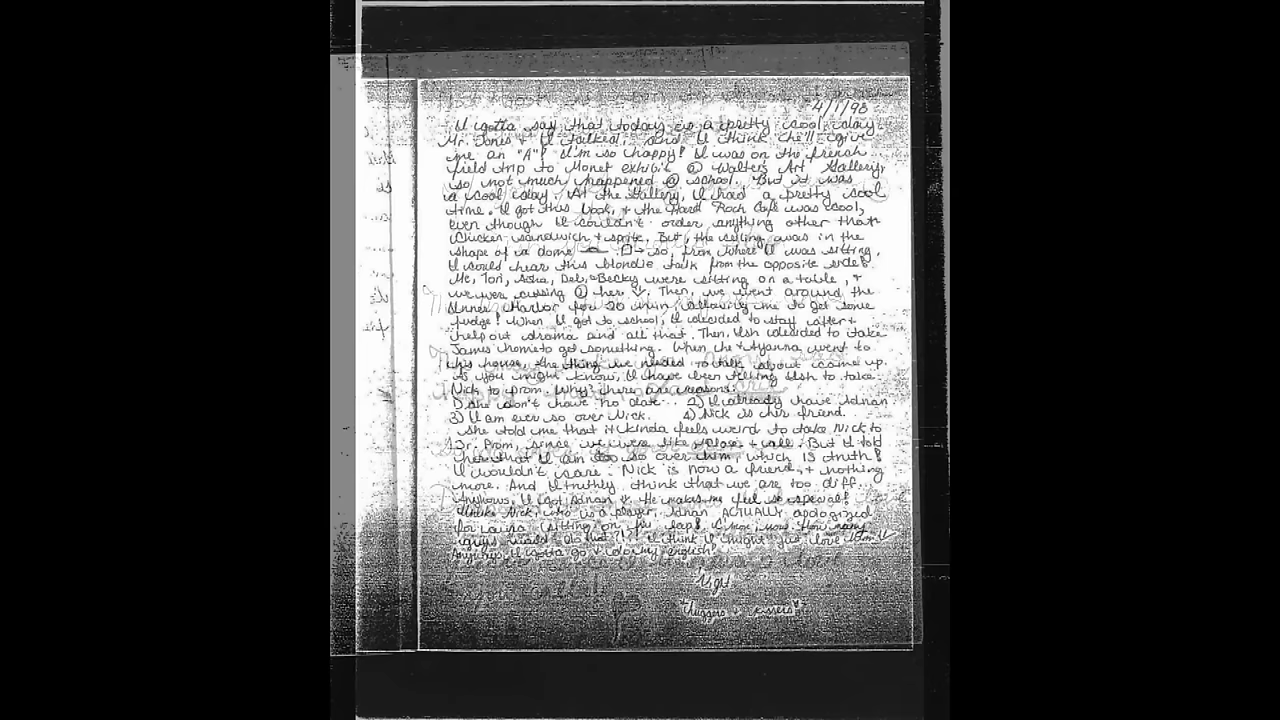 4/1/98
I gotta say that today is a pretty cool day.
Mr. Jones & I talked. And I think he'll give
me an "A"! I'm so happy! I was on the french
field trip to Monet exhibit @ Walters Art Gallery,
so not much happened @ school. But it was
a cool day. At the Gallery, I had a pretty cool
time. I got this book, & the Hard Rock Café was cool,
even though I couldn't order anything other that
Chicken sandwich & sprite. But, the ceiling was in the
shape of a dome so, from where I was sitting,
I could hear this blondie talk from the opposite side!
Me, Tori, Asha, Deb, & Becky were sitting on a table, &
we were cussing @ her. Then, we went around the
Inner Harbor for 20 min allowing me to get some
fudge! When I got to school, I decided to stay after &
help out drama and all that. Then, Ish decided to take
James home to get something. When she & Ayanna went to
his house, the thing we needed to talk about came up.
As you might know, I have been telling Ish to take
Nick to prom. Why? here are reasons:
1) she don't have no date.. 2) I already have Adnan
3) I am ever so over Nick. 4) Nick is her friend.
She told me that it kinda feels weird to take Nick to
Jr. Prom, since we were like close & all. But I told
her that I am too so over him, which IS truth!
I wouldn't care. Nick is now a friend, & nothing
more. And I truthly think that we are too diff...
Anyhows, I got Adnan. He makes me feel so special!
Unlike Nick, who is a player, Adnan ACTUALLY apologized
for Laura sitting on his lap! C'mon, now. How many
guys would do that?!? I think I might just love
Anyways, I gotta go & do my english!
Night
*huggers & kissers*